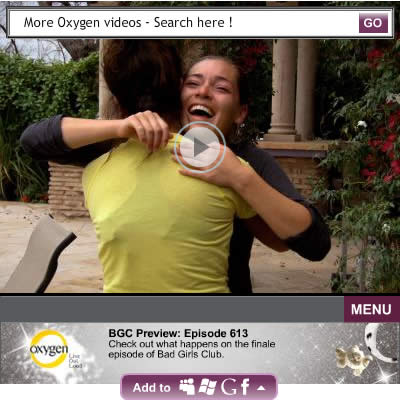 More Oxygen videos - Search here !
GO
MENU
BGC Preview: Episode 613
Check out what happens on the finale
episode of Bad Girls Club.
oxygen
Live
Out
Loud
Add to